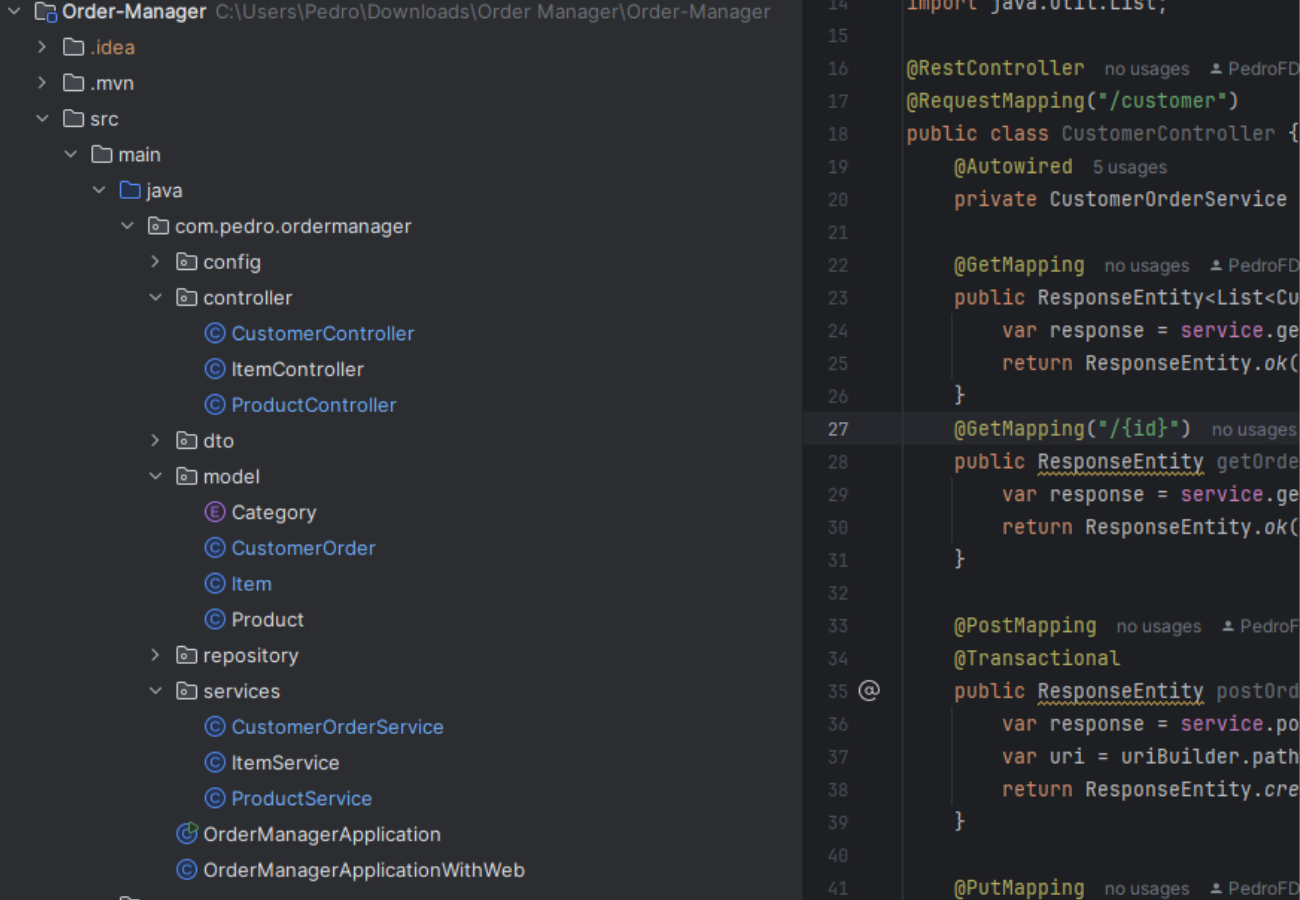 Order-Manager C:\Users\Pedro\Downloads\Order Manager\Order-Manager
.idea
.mvn
src
main
java
com.pedro.ordermanager
config
controller
CustomerController
ItemController
ProductController
dto
model
Category
CustomerOrder
Item
Product
repository
services
CustomerOrderService
ItemService
ProductService
OrderManagerApplication
OrderManagerApplicationWithWeb
14 import java.util.List;
15
16 @RestController no usages PedroFD
17 @RequestMapping("/customer")
18 public class CustomerController {
19 @Autowired 5 usages
20 private CustomerOrderService
21
22 @GetMapping no usages PedroFD
23 public ResponseEntity<List<Cu
24 var response = service.ge
25 return ResponseEntity.ok(
26 }
27 @GetMapping("/{id}") no usages
28 public ResponseEntity getOrde
29 var response = service.ge
30 return ResponseEntity.ok(
31 }
32
33 @PostMapping no usages PedroF
34 @Transactional
35 @ public ResponseEntity postOrd
36 var response = service.po
37 var uri = uriBuilder.path
38 return ResponseEntity.cre
39 }
40
41 @PutMapping no usages PedroFD